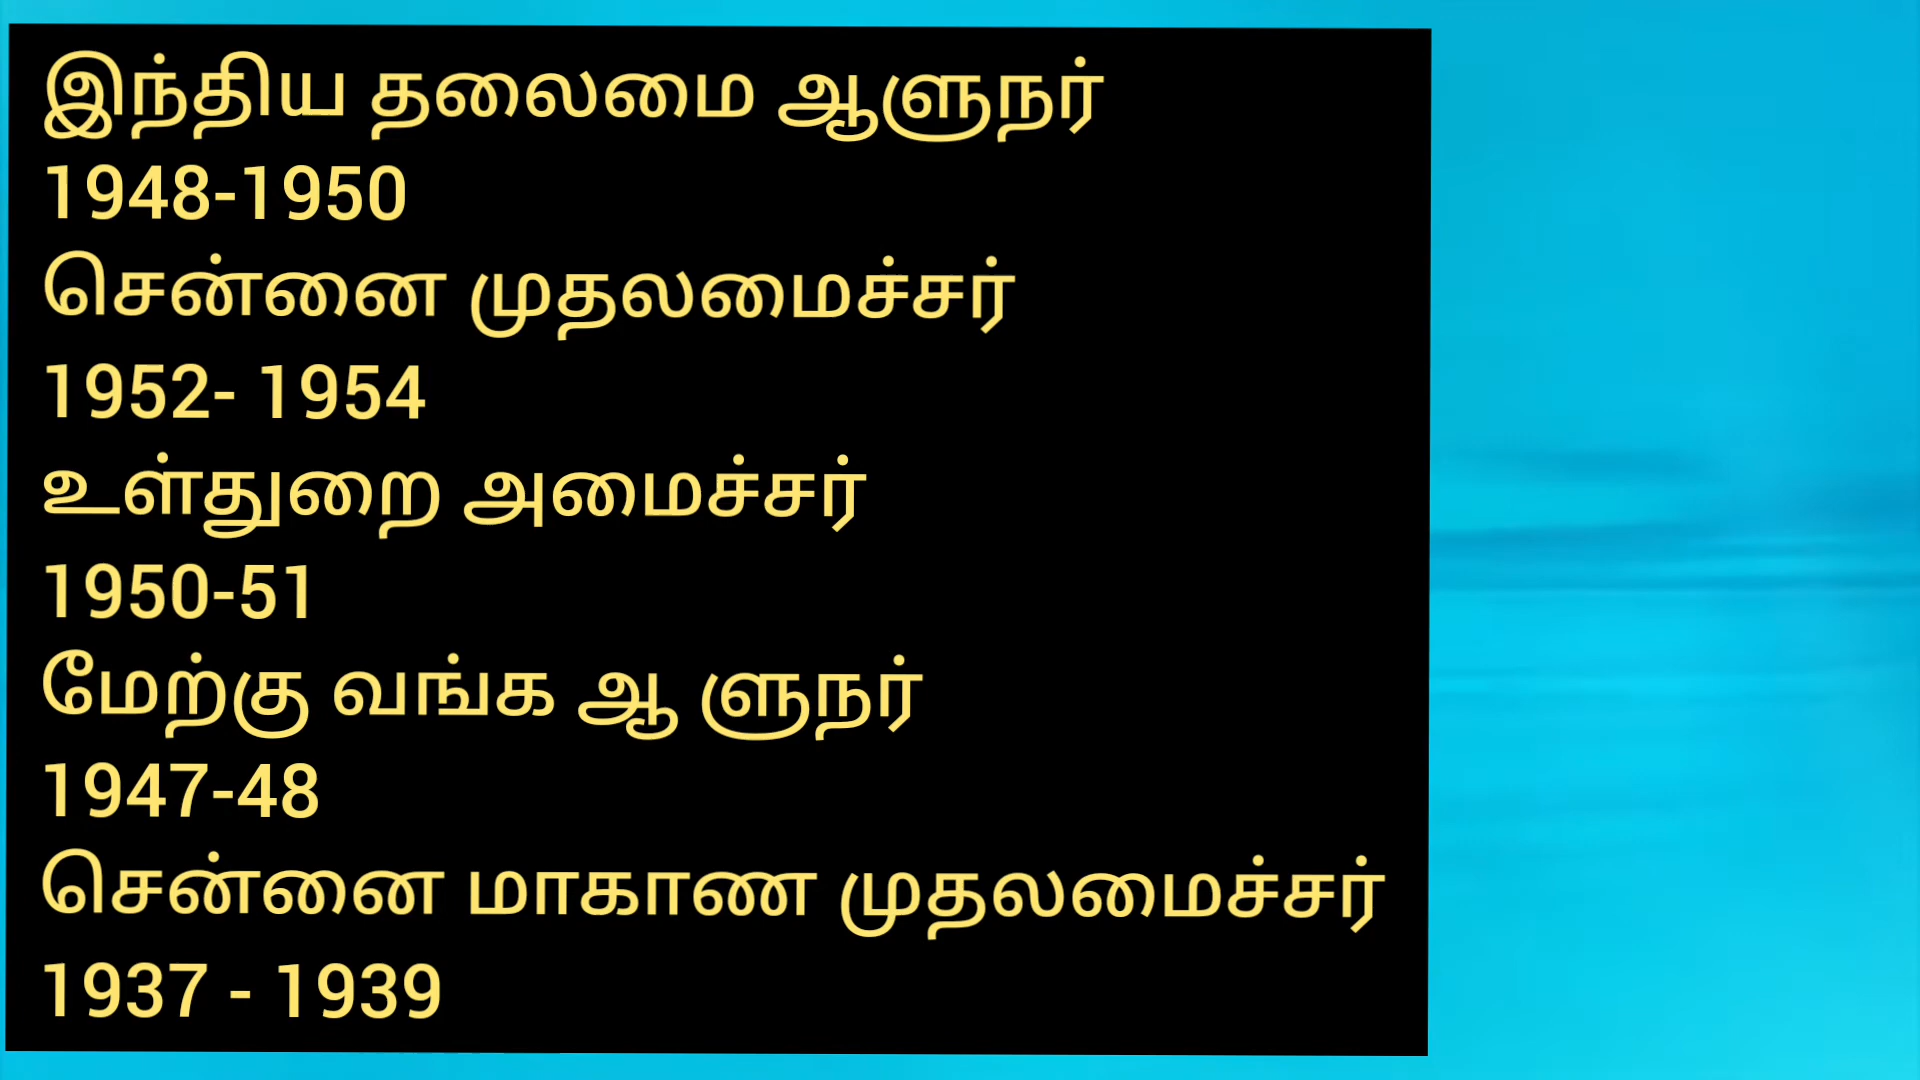 இந்திய தலைமை ஆளுநர்
1948-1950
சென்னை முதலமைச்சர்
1952- 1954
உள்துறை அமைச்சர்
1950-51
மேற்கு வங்க ஆ ளுநர்
1947-48
சென்னை மாகாண முதலமைச்சர்
1937 - 1939